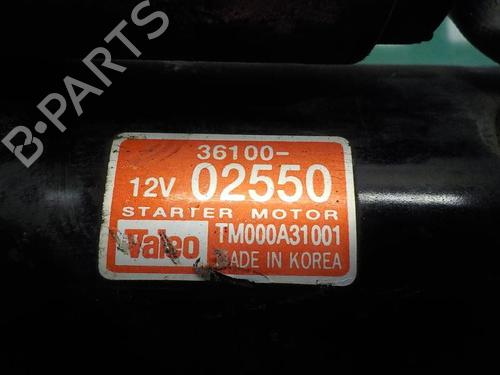 B-PARTS
36100-
12V 02550
STARTER MOTOR
Valeo TM000A31001
MADE IN KOREA